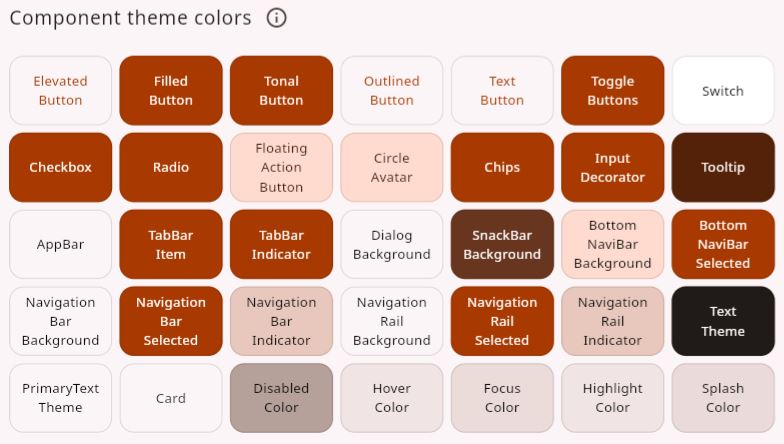 Component theme colors
Elevated
Button
Filled
Button
Tonal
Button
Outlined
Button
Text
Button
Toggle
Buttons
Switch
Checkbox
Radio
Floating
Action
Button
Circle
Avatar
Chips
Input
Decorator
Tooltip
AppBar
TabBar
Item
TabBar
Indicator
Dialog
Background
SnackBar
Background
Bottom
NaviBar
Background
Bottom
NaviBar
Selected
Navigation
Bar
Background
Navigation
Bar
Selected
Navigation
Bar
Indicator
Navigation
Rail
Background
Navigation
Rail
Selected
Navigation
Rail
Indicator
Text
Theme
PrimaryText
Theme
Card
Disabled
Color
Hover
Color
Focus
Color
Highlight
Color
Splash
Color